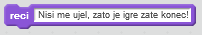 reci Nisi me ujel, zato je igre zate konec!